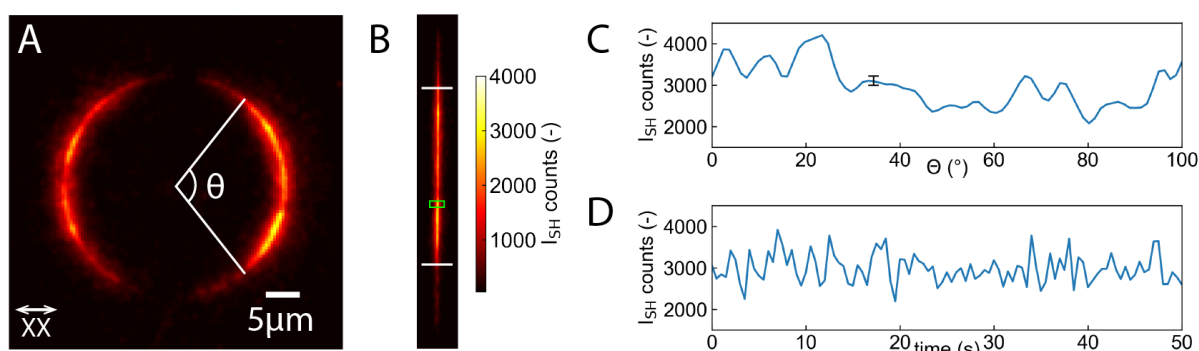 A
θ
XX
5μm
B
4000
3000
2000
1000
I_SH counts (-)
C
I_SH counts (-)
4000
3000
2000
0 20 40 60 80 100
Θ (°)
D
I_SH counts (-)
4000
3000
2000
0 10 20 30 40 50
time (s)